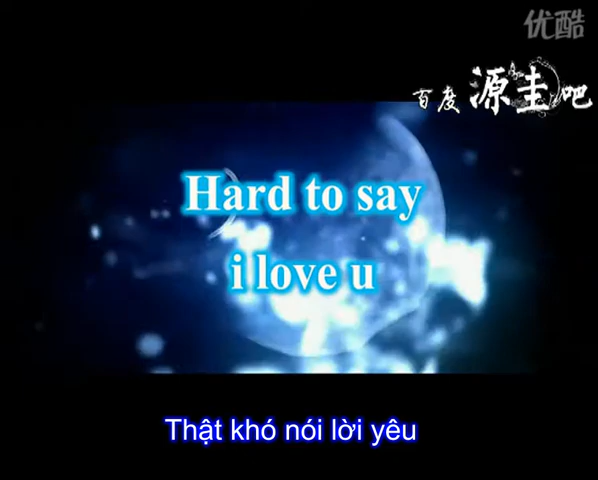 优酷
百度 源圭吧
Hard to say
i love u
Thật khó nói lời yêu